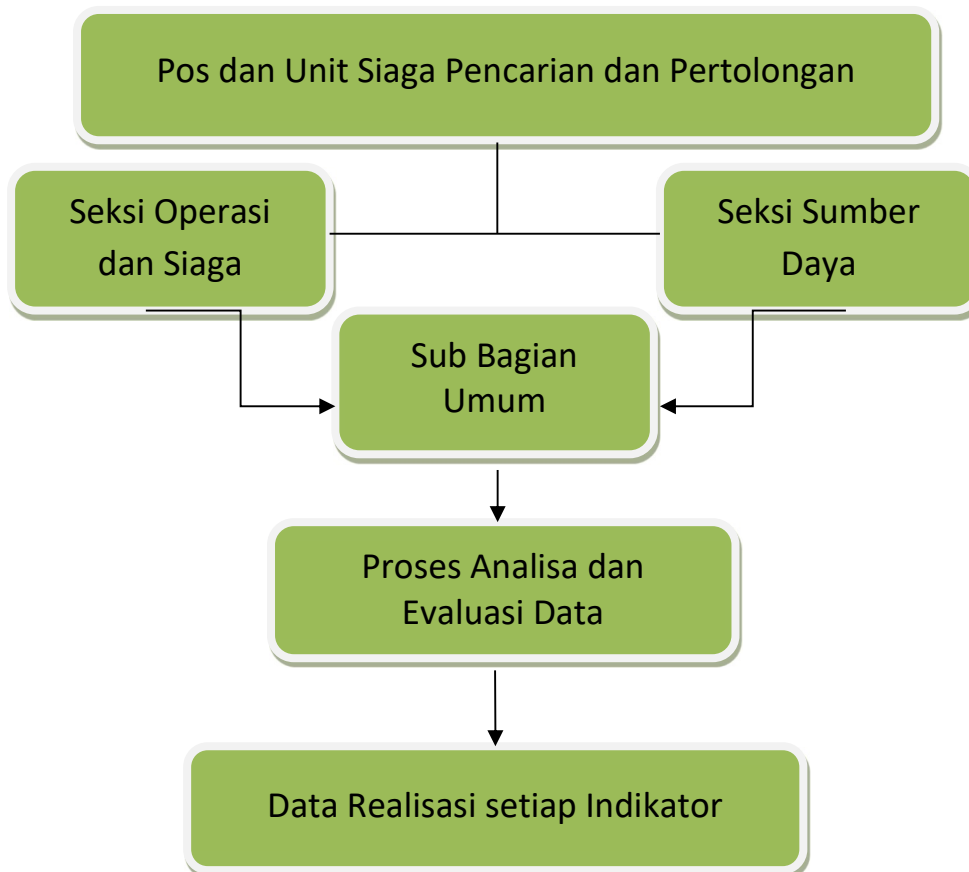 Pos dan Unit Siaga Pencarian dan Pertolongan
Seksi Operasi
dan Siaga
Seksi Sumber
Daya
Sub Bagian
Umum
Proses Analisa dan
Evaluasi Data
Data Realisasi setiap Indikator